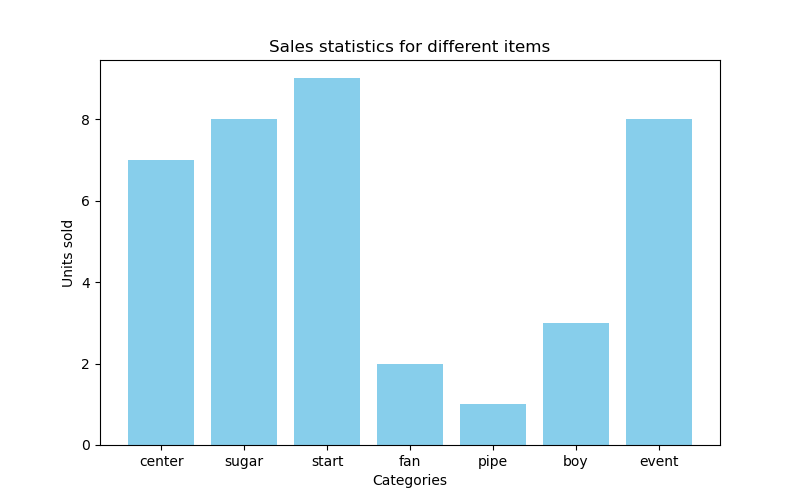 Sales statistics for different items
Units sold
8
6
4
2
0
center sugar start fan pipe boy event
Categories